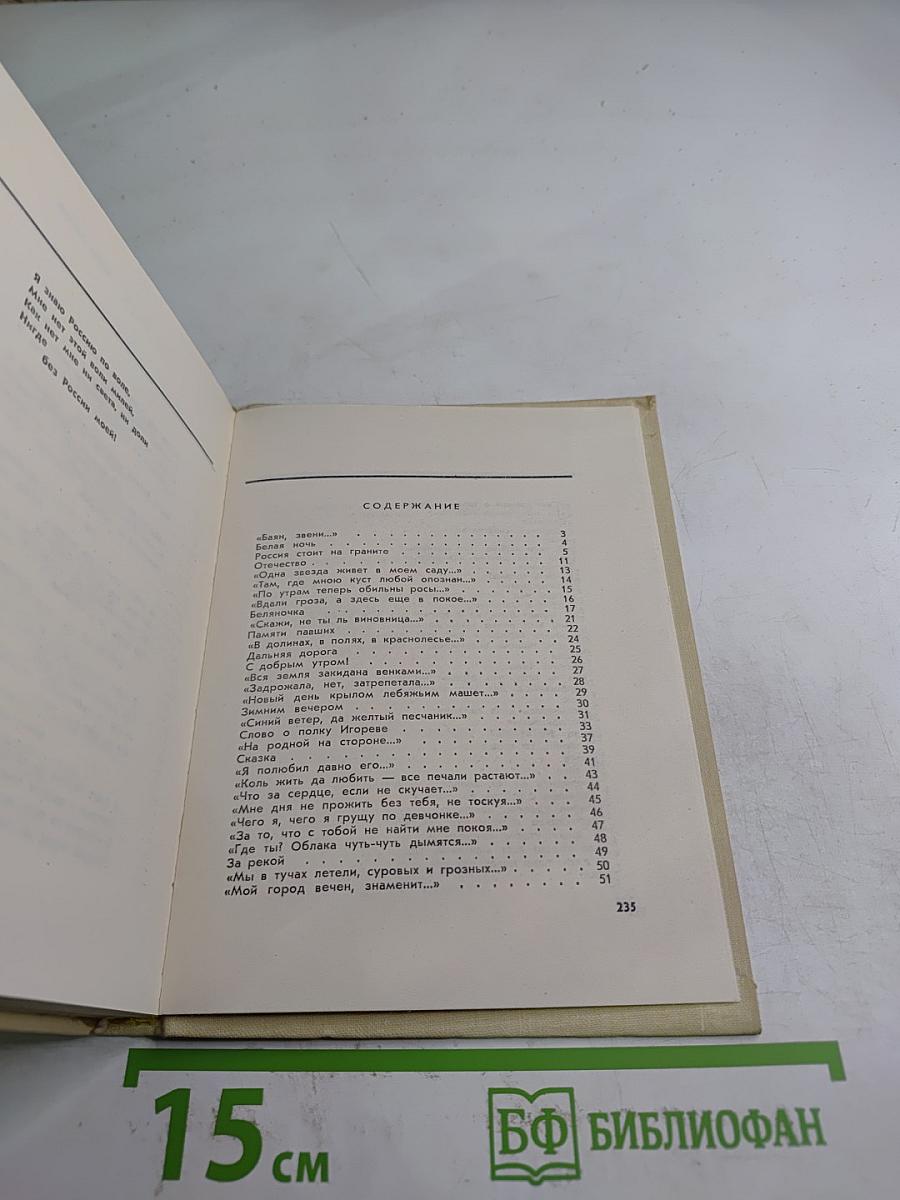 Я знаю Россию по воле,
Мне нет этой воли милей,
Как нет мне ни света, ни доли
Нигде
без России моей!
СОДЕРЖАНИЕ
«Баян, звени...» . . . . . . . . . . . . . 3
Белая ночь . . . . . . . . . . . . . . 4
Россия стоит на граните . . . . . . . . . . 5
Отечество . . . . . . . . . . . . . . . 11
«Одна звезда живет в моем саду...» . . . . . . 13
«Там, где мною куст любой опознан...» . . . . . 14
«По утрам теперь обильны росы...» . . . . . . 15
«Вдали гроза, а здесь еще в покое...» . . . . . 16
Беляночка . . . . . . . . . . . . . . . 17
«Скажи, не ты ль виновница...» . . . . . . . . 21
Памяти павших . . . . . . . . . . . . . 22
«В долинах, в полях, в краснолесье...» . . . . . 24
Дальняя дорога . . . . . . . . . . . . . 25
С добрым утром! . . . . . . . . . . . . 26
«Вся земля закидана венками...» . . . . . . . 27
«Задрожала, нет, затрепетала...» . . . . . . . 28
«Новый день крылом лебяжьим машет...» . . . . 29
Зимним вечером . . . . . . . . . . . . . 30
«Синий ветер, да желтый песчаник...» . . . . . . 31
Слово о полку Игореве . . . . . . . . . . 33
«На родной на стороне...» . . . . . . . . . 37
Сказка . . . . . . . . . . . . . . . . 39
«Я полюбил давно его...» . . . . . . . . . . 41
«Коль жить да любить — все печали растают...» . . 43
«Что за сердце, если не скучает...» . . . . . . 44
«Мне дня не прожить без тебя, не тоскуя...» . . . 45
«Чего я, чего я грущу по девчонке...» . . . . . 46
«За то, что с тобой не найти мне покоя...» . . . . 47
«Где ты? Облака чуть-чуть дымятся...» . . . . . 48
За рекой . . . . . . . . . . . . . . . 49
«Мы в тучах летели, суровых и грозных...» . . . . . 50
«Мой город вечен, знаменит...» . . . . . . . . 51
235
15 см
БФ БИБЛИОФАН